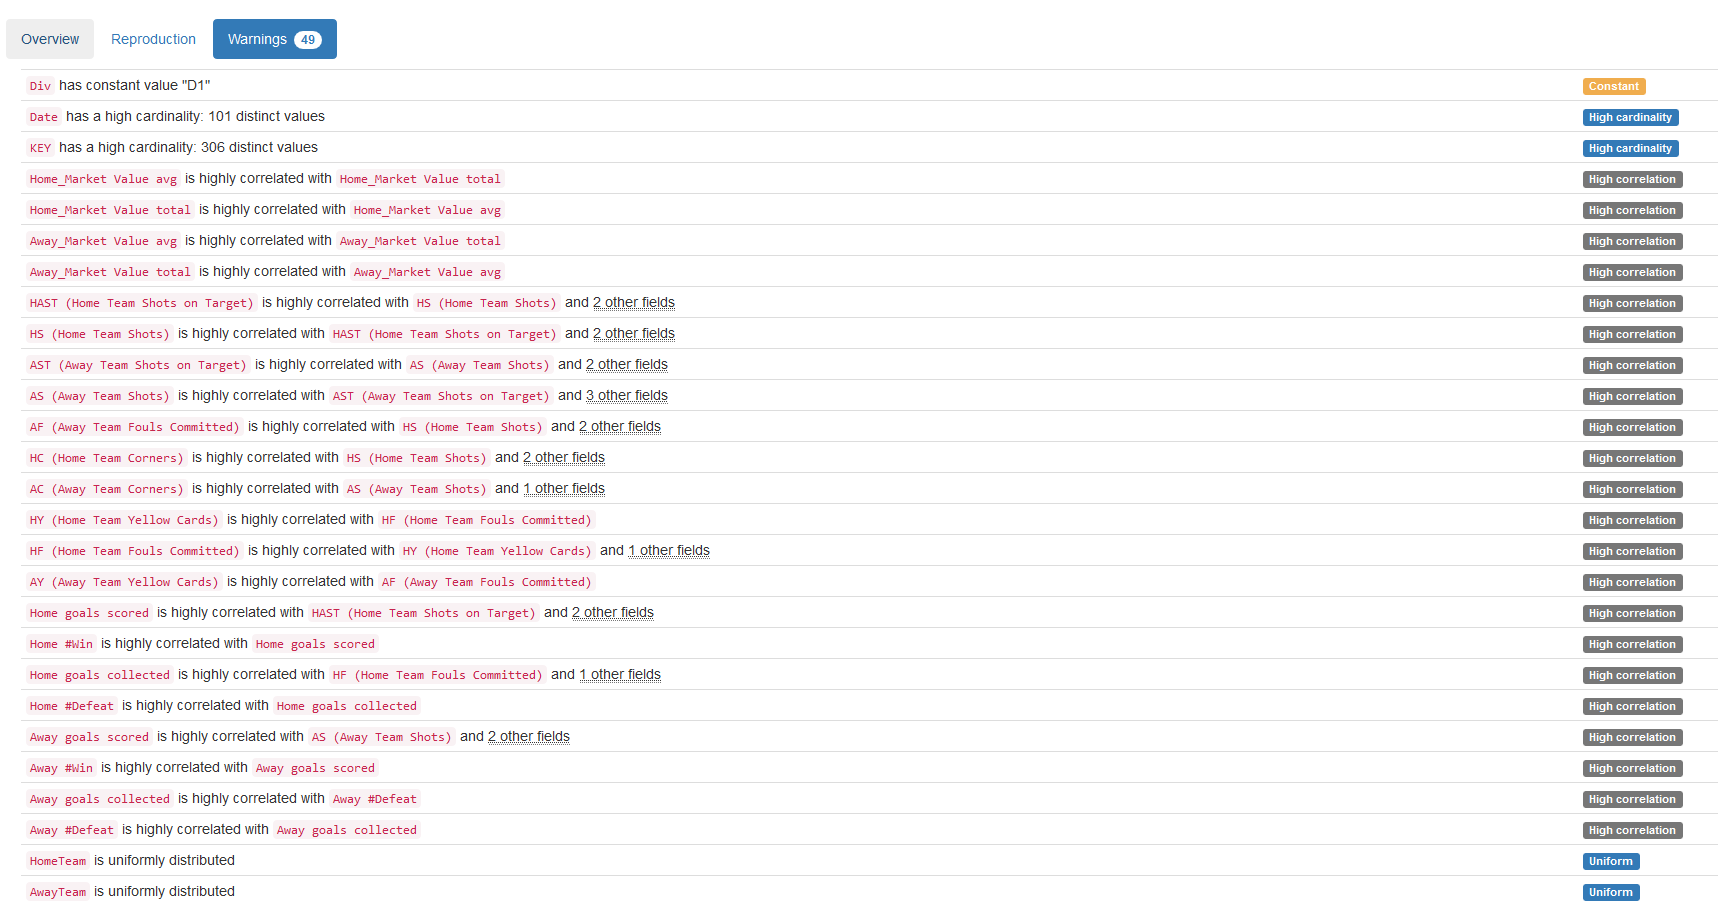 Overview Reproduction Warnings 49
Div has constant value "D1" Constant
Date has a high cardinality: 101 distinct values High cardinality
KEY has a high cardinality: 306 distinct values High cardinality
Home_Market Value avg is highly correlated with Home_Market Value total High correlation
Home_Market Value total is highly correlated with Home_Market Value avg High correlation
Away_Market Value avg is highly correlated with Away_Market Value total High correlation
Away_Market Value total is highly correlated with Away_Market Value avg High correlation
HAST (Home Team Shots on Target) is highly correlated with HS (Home Team Shots) and 2 other fields High correlation
HS (Home Team Shots) is highly correlated with HAST (Home Team Shots on Target) and 2 other fields High correlation
AST (Away Team Shots on Target) is highly correlated with AS (Away Team Shots) and 2 other fields High correlation
AS (Away Team Shots) is highly correlated with AST (Away Team Shots on Target) and 3 other fields High correlation
AF (Away Team Fouls Committed) is highly correlated with HS (Home Team Shots) and 2 other fields High correlation
HC (Home Team Corners) is highly correlated with HS (Home Team Shots) and 2 other fields High correlation
AC (Away Team Corners) is highly correlated with AS (Away Team Shots) and 1 other fields High correlation
HY (Home Team Yellow Cards) is highly correlated with HF (Home Team Fouls Committed) High correlation
HF (Home Team Fouls Committed) is highly correlated with HY (Home Team Yellow Cards) and 1 other fields High correlation
AY (Away Team Yellow Cards) is highly correlated with AF (Away Team Fouls Committed) High correlation
Home goals scored is highly correlated with HAST (Home Team Shots on Target) and 2 other fields High correlation
Home #Win is highly correlated with Home goals scored High correlation
Home goals collected is highly correlated with HF (Home Team Fouls Committed) and 1 other fields High correlation
Home #Defeat is highly correlated with Home goals collected High correlation
Away goals scored is highly correlated with AS (Away Team Shots) and 2 other fields High correlation
Away #Win is highly correlated with Away goals scored High correlation
Away goals collected is highly correlated with Away #Defeat High correlation
Away #Defeat is highly correlated with Away goals collected High correlation
HomeTeam is uniformly distributed Uniform
AwayTeam is uniformly distributed Uniform